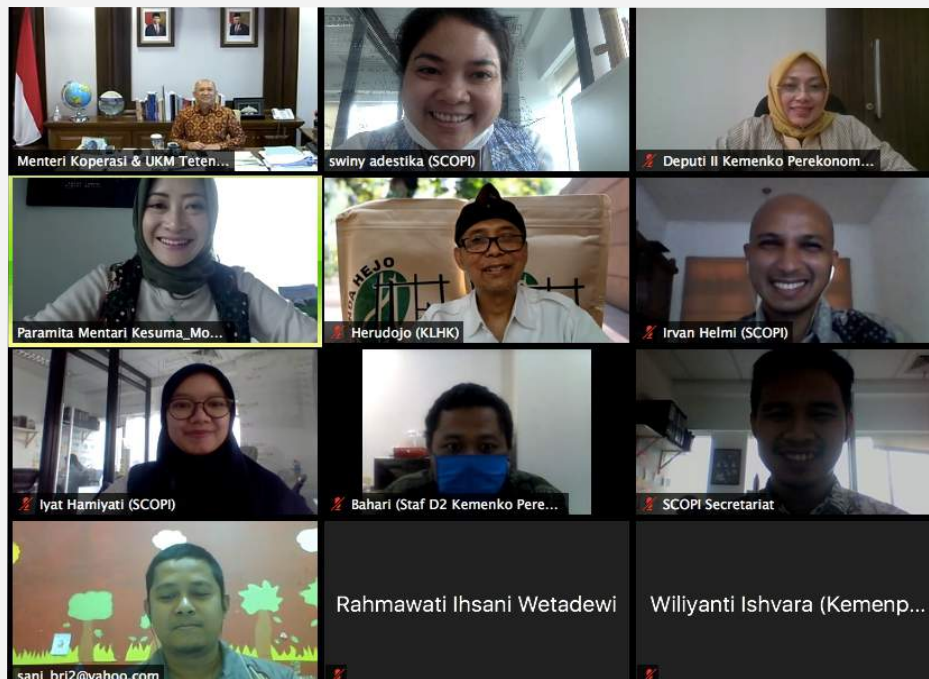 Menteri Koperasi & UKM Teten...
swiny adestika (SCOPI)
Deputi II Kemenko Perekonom...
HEJO
Paramita Mentari Kesuma_Mo...
Herudojo (KLHK)
Irvan Helmi (SCOPI)
Iyat Hamiyati (SCOPI)
Bahari (Staf D2 Kemenko Pere...
SCOPI Secretariat
sani_bri2@yahoo.com
Rahmawati Ihsani Wetadewi
Wiliyanti Ishvara (Kemenp...